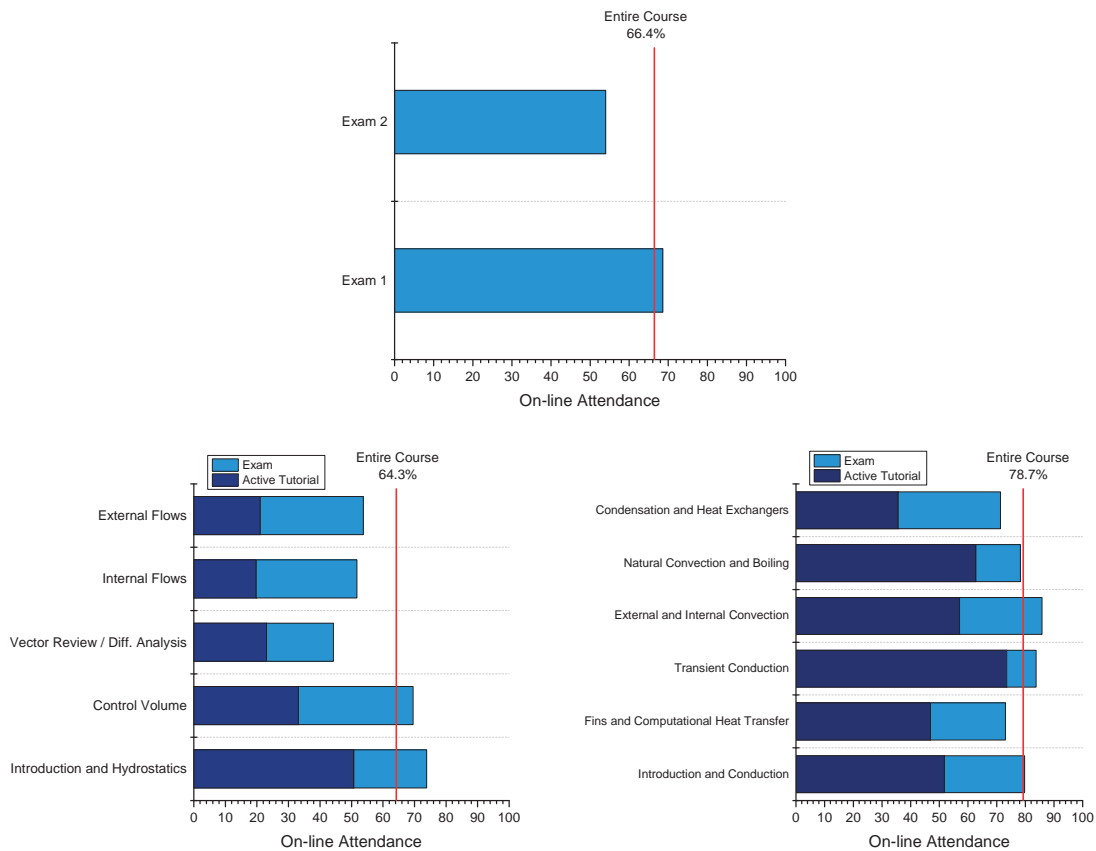 Entire Course
66.4%
Exam 2
Exam 1
0 10 20 30 40 50 60 70 80 90 100
On-line Attendance
Exam
Active Tutorial
Entire Course
64.3%
External Flows
Internal Flows
Vector Review / Diff. Analysis
Control Volume
Introduction and Hydrostatics
0 10 20 30 40 50 60 70 80 90 100
On-line Attendance
Exam
Active Tutorial
Entire Course
78.7%
Condensation and Heat Exchangers
Natural Convection and Boiling
External and Internal Convection
Transient Conduction
Fins and Computational Heat Transfer
Introduction and Conduction
0 10 20 30 40 50 60 70 80 90 100
On-line Attendance